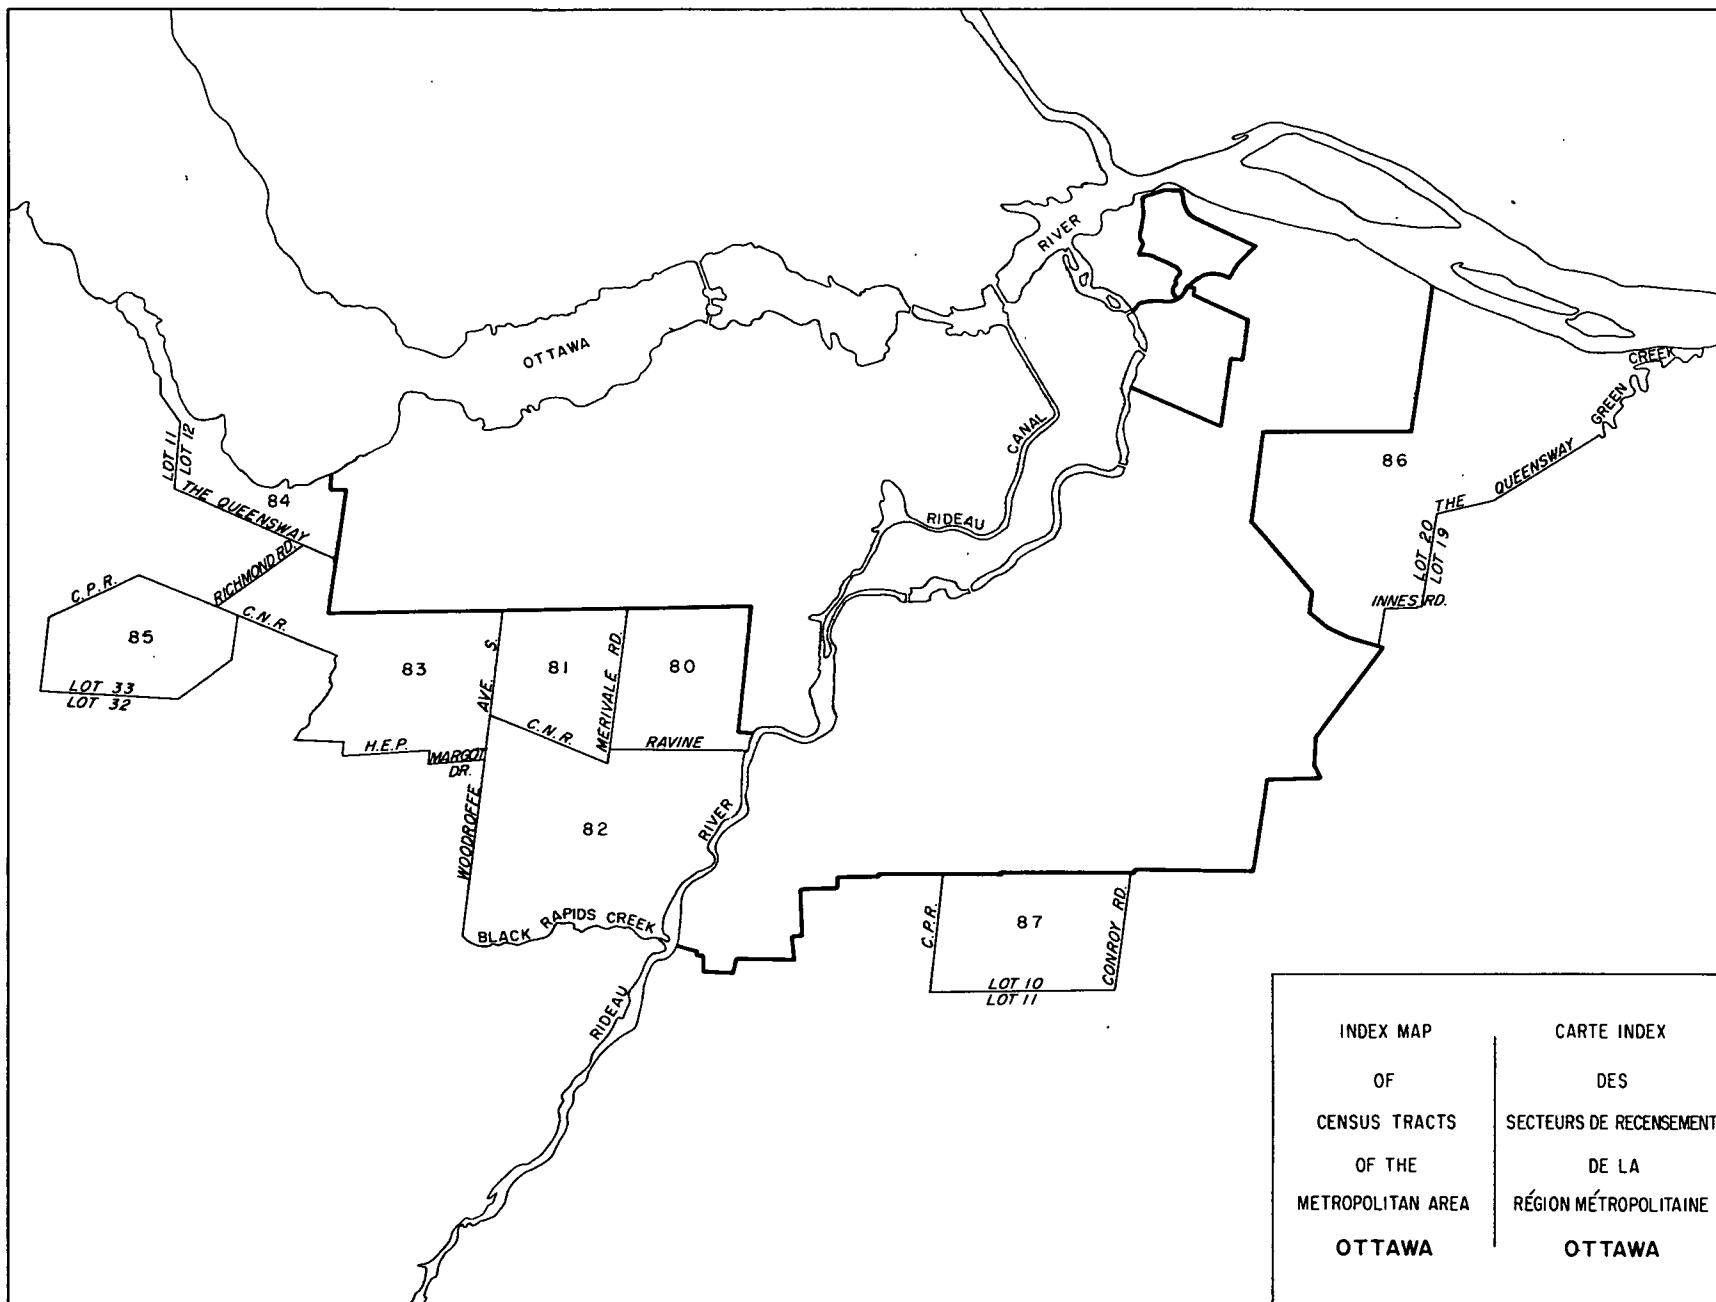 RIVER
OTTAWA
CANAL
RIDEAU
GREEN CREEK
THE QUEENSWAY
86
LOT 20
LOT 19
INNES RD.
LOT 11
LOT 12
84
THE QUEENSWAY
RICHMOND RD.
C.P.R.
C.N.R.
85
LOT 33
LOT 32
83
81
80
WOODROFFE AVE. S.
MERIVALE RD.
C.N.R.
RAVINE
H.E.P.
MARGOT
DR.
82
BLACK RAPIDS CREEK
RIDEAU RIVER
C.P.R.
87
CONROY RD.
LOT 10
LOT 11
INDEX MAP
OF
CENSUS TRACTS
OF THE
METROPOLITAN AREA
OTTAWA
CARTE INDEX
DES
SECTEURS DE RECENSEMENT
DE LA
RÉGION MÉTROPOLITAINE
OTTAWA